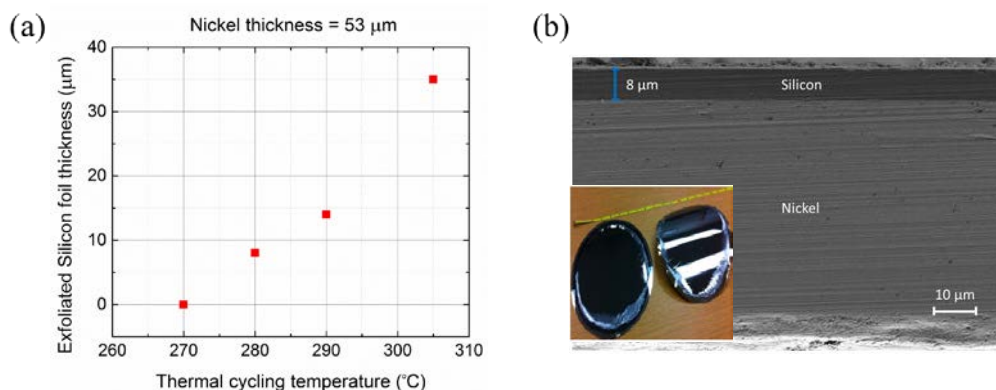 (a)
Nickel thickness = 53 μm
Exfoliated Silicon foil thickness (μm)
40
30
20
10
0
260 270 280 290 300 310
Thermal cycling temperature (°C)
(b)
8 μm
Silicon
Nickel
10 μm